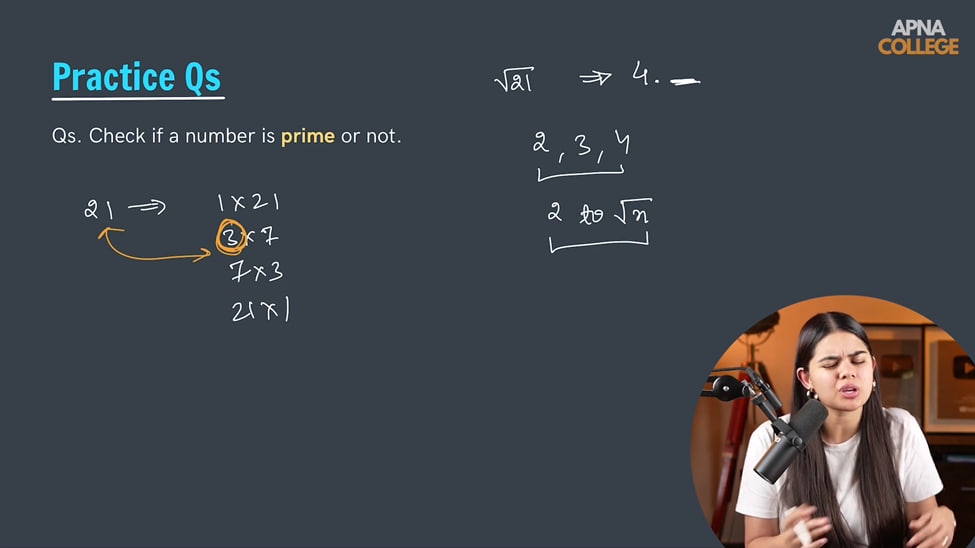 APNA
COLLEGE
Practice Qs
Qs. Check if a number is prime or not.
√21 ⇒ 4. —
2, 3, 4
2 to √n
21 ⇒ 1 × 21
3 × 7
7 × 3
21 × 1